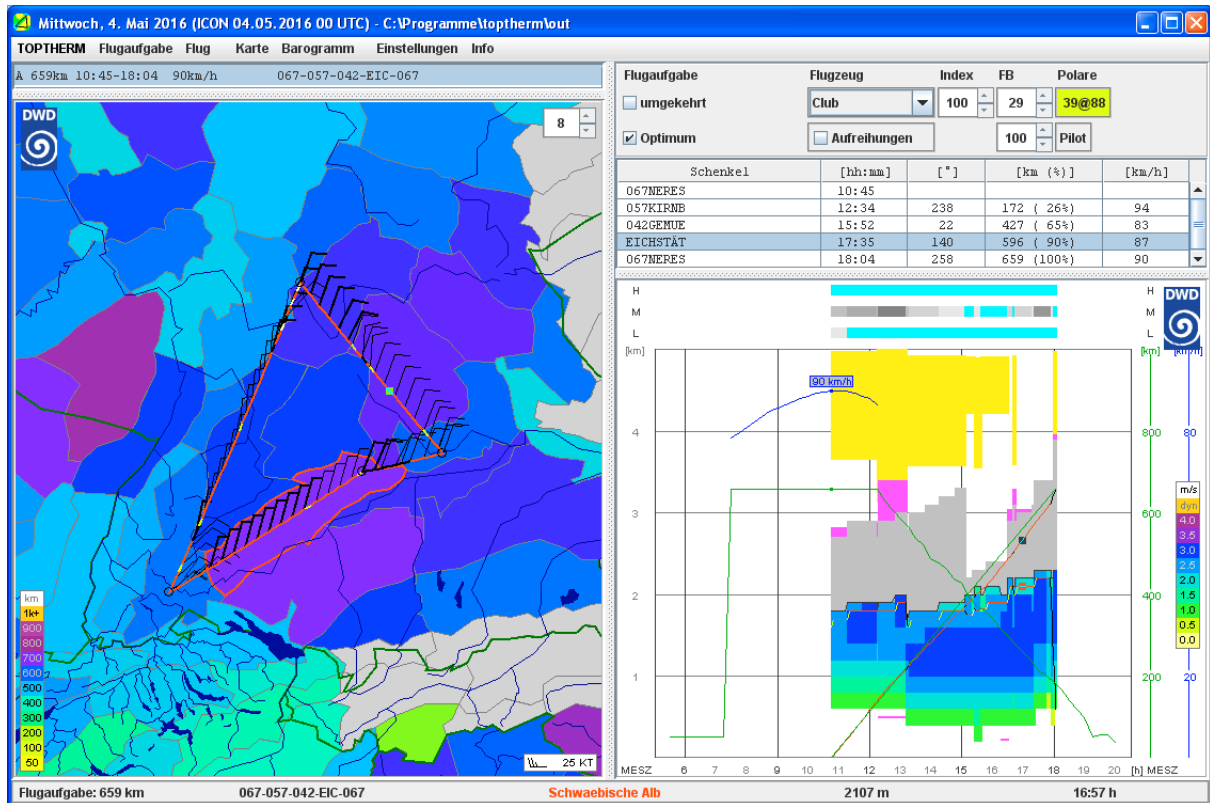 Mittwoch, 4. Mai 2016 (ICON 04.05.2016 00 UTC) - C:\Programme\toptherm\out
TOPTHERM Flugaufgabe Flug Karte Barogramm Einstellungen Info
A 659km 10:45-18:04 90km/h 067-057-042-EIC-067
DWD
8
km
1k+
900
800
700
600
500
400
300
200
100
50
25 KT
Flugaufgabe Flugzeug Index FB Polare
umgekehrt Club 100 29 39@88
Optimum Aufreihungen 100 Pilot
Schenkel [hh:mm] [°] [km (%)] [km/h]
067NERES 10:45
057KIRNB 12:34 238 172 ( 26%) 94
042GEMUE 15:52 22 427 ( 65%) 83
EICHSTÄT 17:35 140 596 ( 90%) 87
067NERES 18:04 258 659 (100%) 90
H H
M M
L L
DWD
[km] [km] [km/h]
90 km/h
4 800 80
3 600
2 400
1 200 20
m/s
dyn
4.0
3.5
3.0
2.5
2.0
1.5
1.0
0.5
0.0
MESZ 6 7 8 9 10 11 12 13 14 15 16 17 18 19 20 [h] MESZ
Flugaufgabe: 659 km 067-057-042-EIC-067 Schwaebische Alb 2107 m 16:57 h